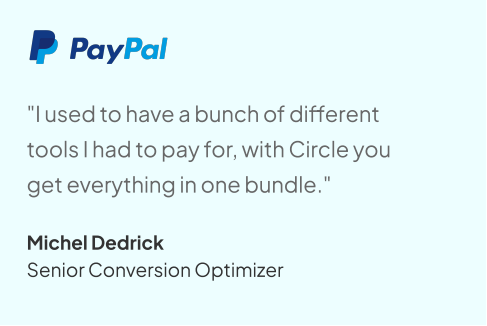 PayPal
"I used to have a bunch of different
tools I had to pay for, with Circle you
get everything in one bundle."
Michel Dedrick
Senior Conversion Optimizer